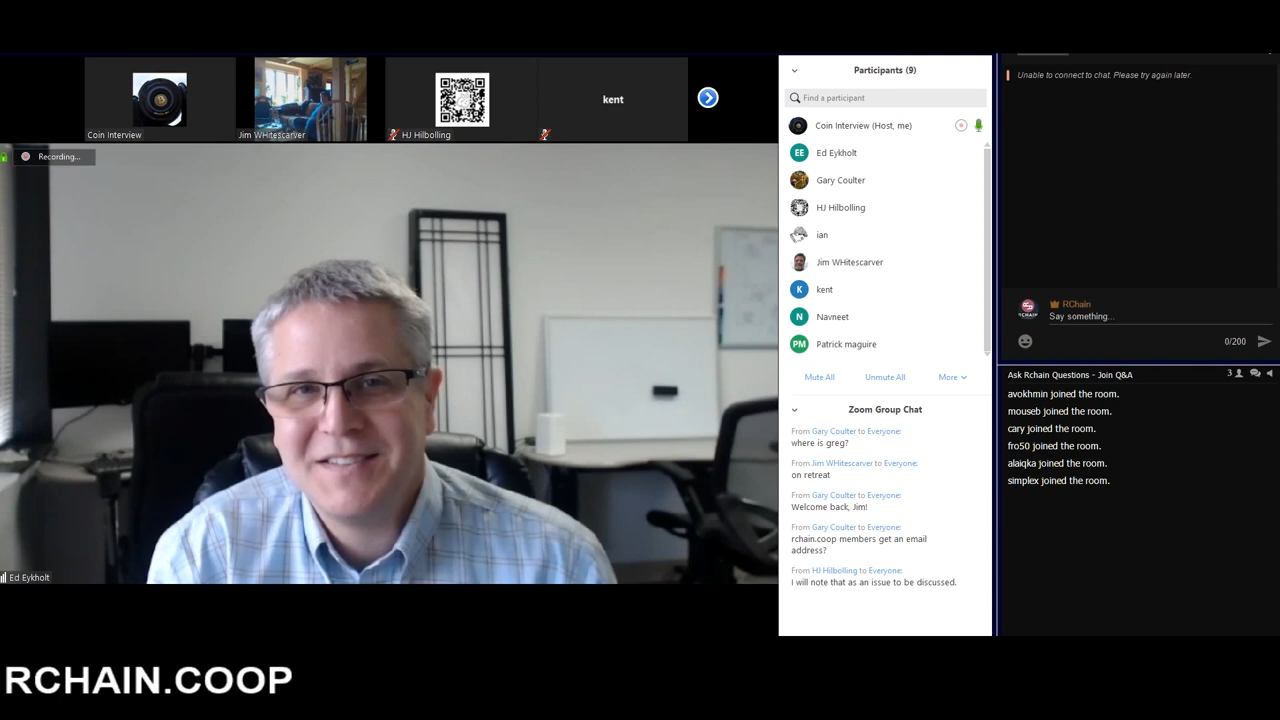 Coin Interview
Jim WHitescarver
HJ Hilbolling
kent
Recording...
Ed Eykholt
RCHAIN.COOP
Participants (9)
Find a participant
Coin Interview (Host, me)
EE Ed Eykholt
Gary Coulter
HJ Hilbolling
ian
Jim WHitescarver
K kent
N Navneet
PM Patrick maguire
Mute All Unmute All More
Zoom Group Chat
From Gary Coulter to Everyone:
where is greg?
From Jim WHitescarver to Everyone:
on retreat
From Gary Coulter to Everyone:
Welcome back, Jim!
From Gary Coulter to Everyone:
rchain.coop members get an email
address?
From HJ Hilbolling to Everyone:
I will note that as an issue to be discussed.
Unable to connect to chat. Please try again later.
RCHAIN
RChain
Say something...
0/200
Ask Rchain Questions - Join Q&A 3
avokhmin joined the room.
mouseb joined the room.
cary joined the room.
fro50 joined the room.
alaiqka joined the room.
simplex joined the room.